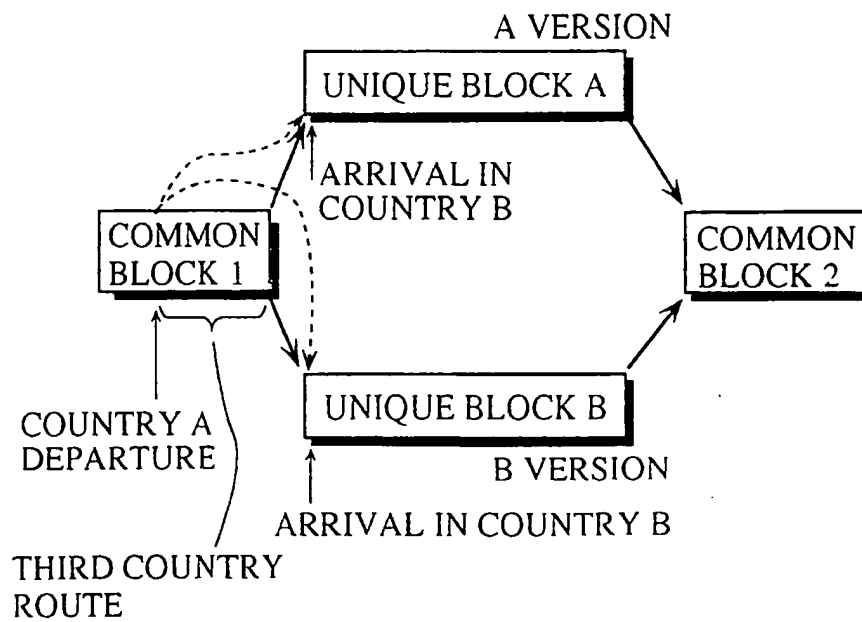 A VERSION
UNIQUE BLOCK A
ARRIVAL IN
COUNTRY B
COMMON
BLOCK 1
COMMON
BLOCK 2
UNIQUE BLOCK B
COUNTRY A
DEPARTURE
B VERSION
ARRIVAL IN COUNTRY B
THIRD COUNTRY
ROUTE